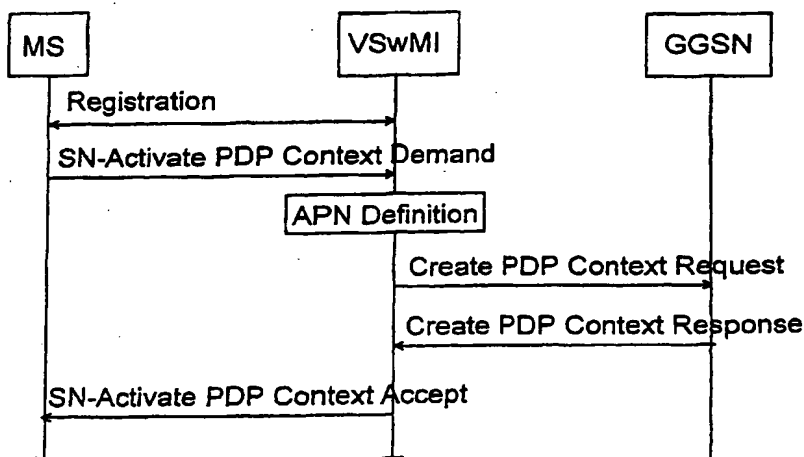 MS
VSwMI
GGSN
Registration
SN-Activate PDP Context Demand
APN Definition
Create PDP Context Request
Create PDP Context Response
SN-Activate PDP Context Accept